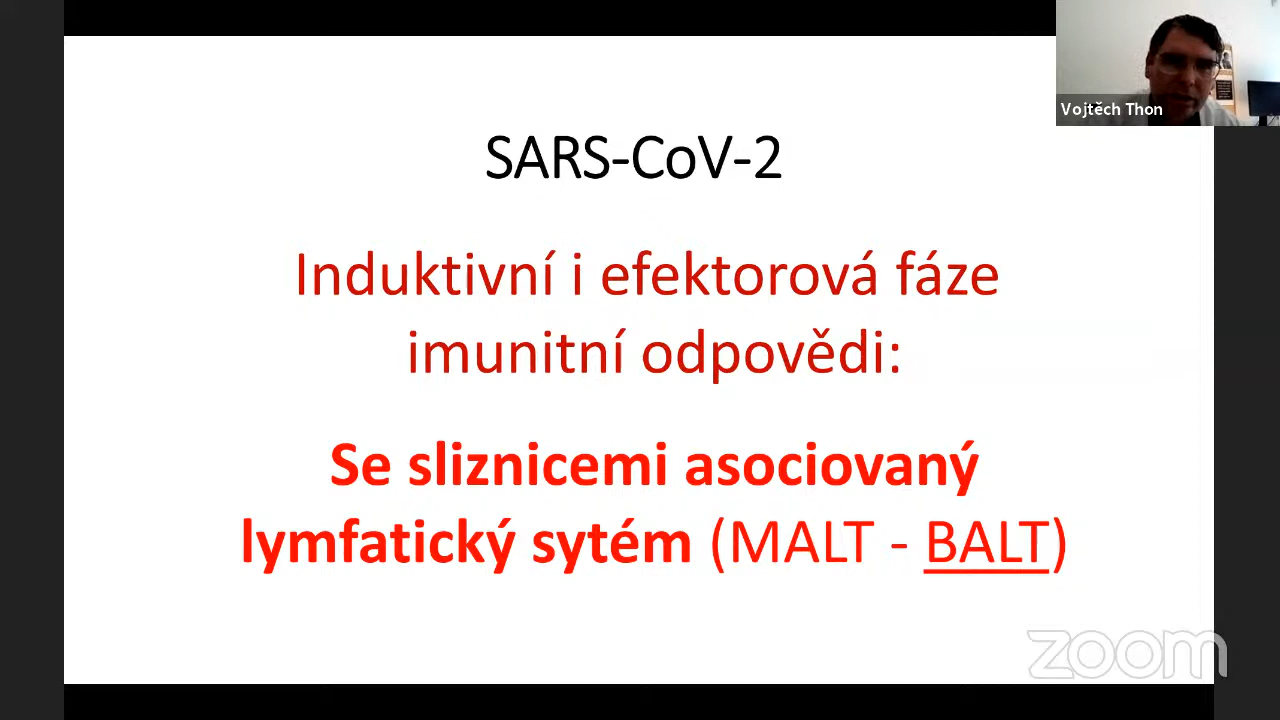 Vojtěch Thon
SARS-CoV-2
Induktivní i efektorová fáze
imunitní odpovědi:
Se sliznicemi asociovaný
lymfatický sytém (MALT - BALT)
zoom